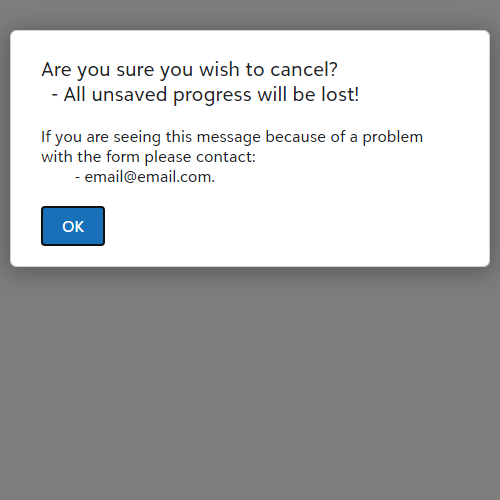 Are you sure you wish to cancel?
- All unsaved progress will be lost!
If you are seeing this message because of a problem
with the form please contact:
- email@email.com.
OK